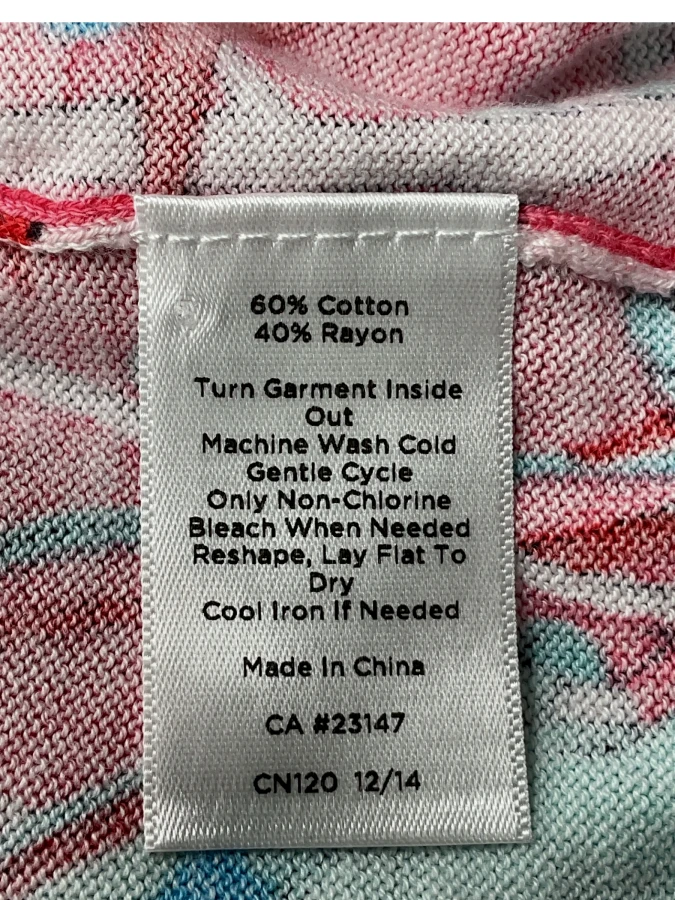 60% Cotton
40% Rayon
Turn Garment Inside
Out
Machine Wash Cold
Gentle Cycle
Only Non-Chlorine
Bleach When Needed
Reshape, Lay Flat To
Dry
Cool Iron If Needed
Made In China
CA #23147
CN120 12/14